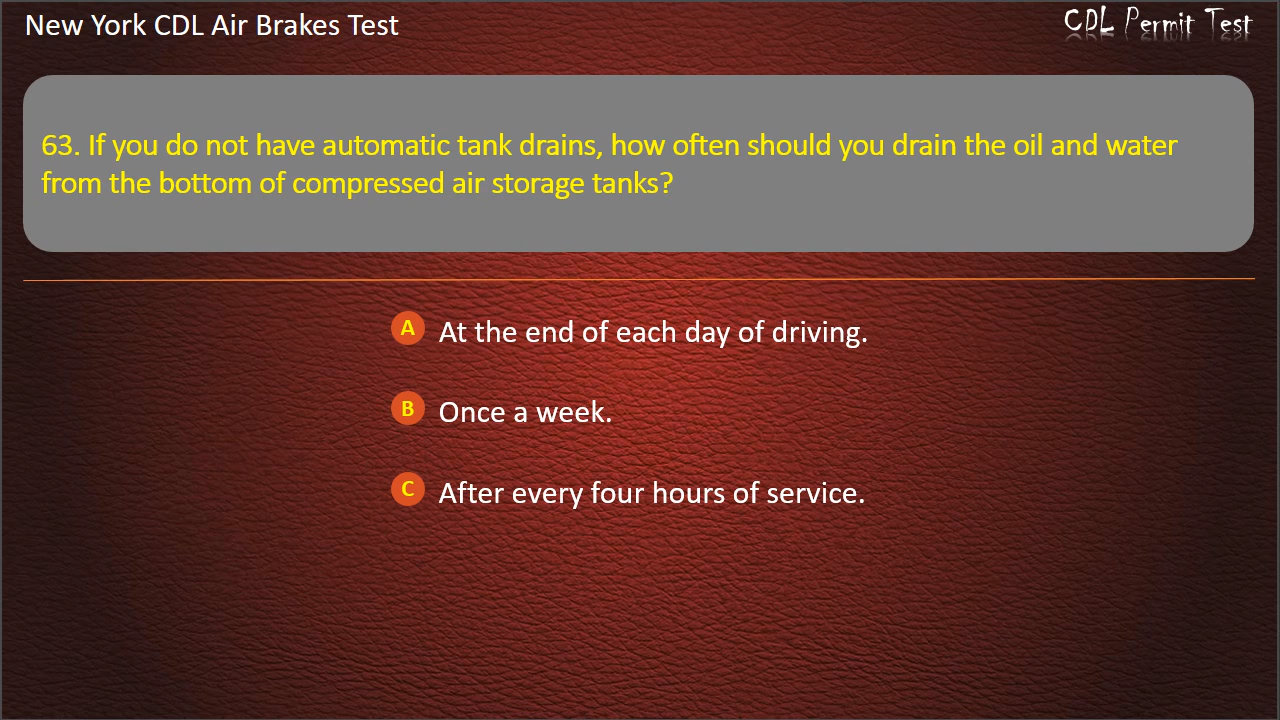 New York CDL Air Brakes Test
CDL Permit Test
63. If you do not have automatic tank drains, how often should you drain the oil and water
from the bottom of compressed air storage tanks?
A At the end of each day of driving.
B Once a week.
C After every four hours of service.